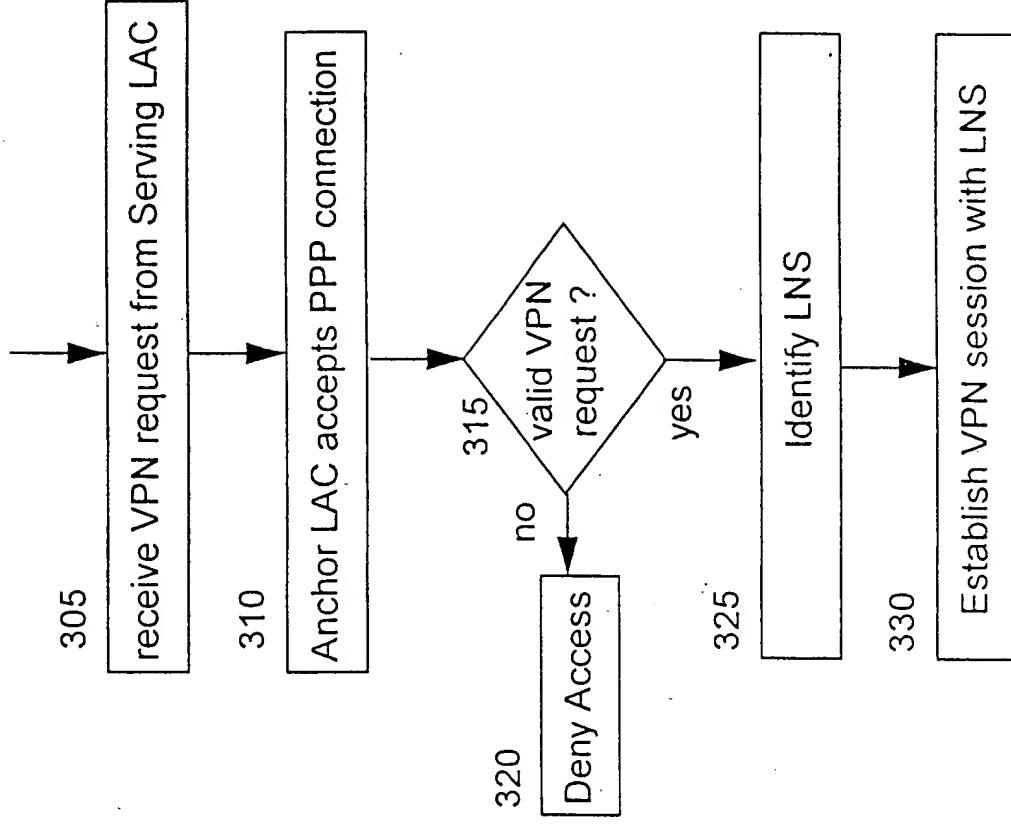 305
receive VPN request from Serving LAC
310
Anchor LAC accepts PPP connection
315
valid VPN
request ?
no
yes
320
Deny Access
325
Identify LNS
330
Establish VPN session with LNS